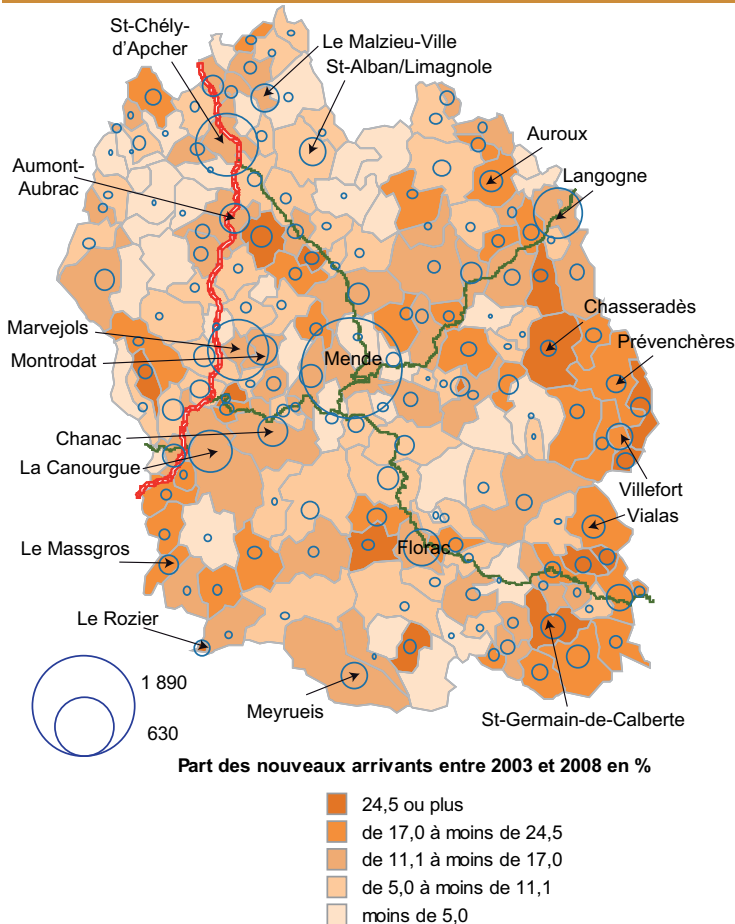 St-Chély-
d'Apcher
Le Malzieu-Ville
St-Alban/Limagnole
Auroux
Aumont-
Aubrac
Langogne
Chasseradès
Marvejols
Prévenchères
Montrodat
Mende
Chanac
La Canourgue
Villefort
Vialas
Le Massgros
Florac
Le Rozier
1 890
630
Meyrueis
St-Germain-de-Calberte
Part des nouveaux arrivants entre 2003 et 2008 en %
24,5 ou plus
de 17,0 à moins de 24,5
de 11,1 à moins de 17,0
de 5,0 à moins de 11,1
moins de 5,0